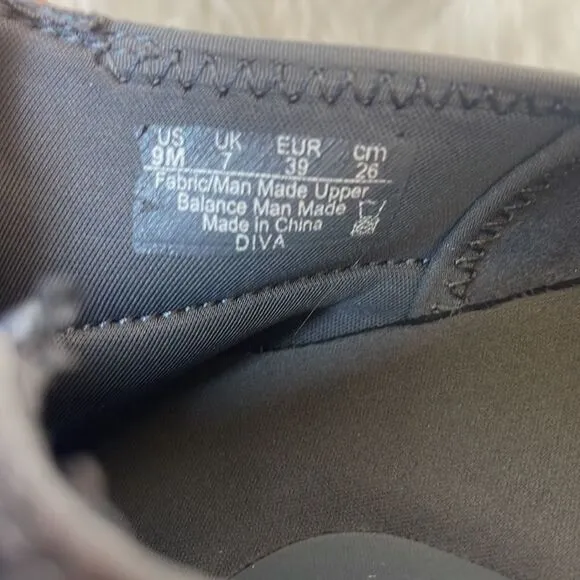 US UK EUR cm
9M 7 39 26
Fabric/Man Made Upper
Balance Man Made
Made in China
DIVA